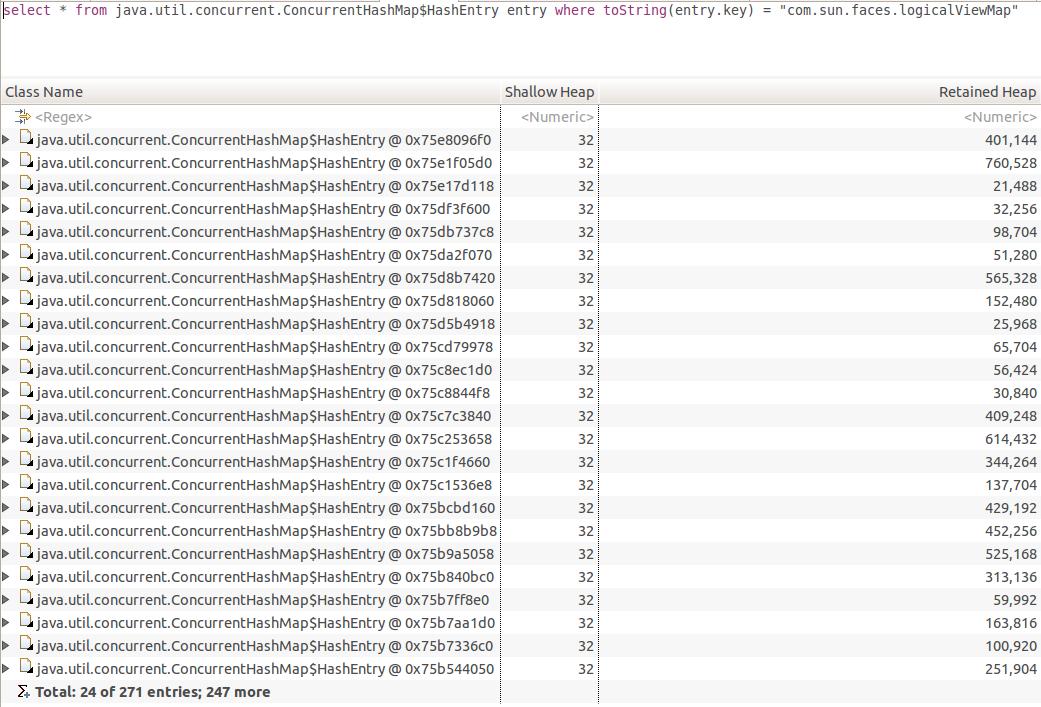 select * from java.util.concurrent.ConcurrentHashMap$HashEntry entry where toString(entry.key) = "com.sun.faces.logicalViewMap"
Class Name Shallow Heap Retained Heap
<Regex> <Numeric> <Numeric>
java.util.concurrent.ConcurrentHashMap$HashEntry @ 0x75e8096f0 32 401,144
java.util.concurrent.ConcurrentHashMap$HashEntry @ 0x75e1f05d0 32 760,528
java.util.concurrent.ConcurrentHashMap$HashEntry @ 0x75e17d118 32 21,488
java.util.concurrent.ConcurrentHashMap$HashEntry @ 0x75df3f600 32 32,256
java.util.concurrent.ConcurrentHashMap$HashEntry @ 0x75db737c8 32 98,704
java.util.concurrent.ConcurrentHashMap$HashEntry @ 0x75da2f070 32 51,280
java.util.concurrent.ConcurrentHashMap$HashEntry @ 0x75d8b7420 32 565,328
java.util.concurrent.ConcurrentHashMap$HashEntry @ 0x75d818060 32 152,480
java.util.concurrent.ConcurrentHashMap$HashEntry @ 0x75d5b4918 32 25,968
java.util.concurrent.ConcurrentHashMap$HashEntry @ 0x75cd79978 32 65,704
java.util.concurrent.ConcurrentHashMap$HashEntry @ 0x75c8ec1d0 32 56,424
java.util.concurrent.ConcurrentHashMap$HashEntry @ 0x75c8844f8 32 30,840
java.util.concurrent.ConcurrentHashMap$HashEntry @ 0x75c7c3840 32 409,248
java.util.concurrent.ConcurrentHashMap$HashEntry @ 0x75c253658 32 614,432
java.util.concurrent.ConcurrentHashMap$HashEntry @ 0x75c1f4660 32 344,264
java.util.concurrent.ConcurrentHashMap$HashEntry @ 0x75c1536e8 32 137,704
java.util.concurrent.ConcurrentHashMap$HashEntry @ 0x75bcbd160 32 429,192
java.util.concurrent.ConcurrentHashMap$HashEntry @ 0x75bb8b9b8 32 452,256
java.util.concurrent.ConcurrentHashMap$HashEntry @ 0x75b9a5058 32 525,168
java.util.concurrent.ConcurrentHashMap$HashEntry @ 0x75b840bc0 32 313,136
java.util.concurrent.ConcurrentHashMap$HashEntry @ 0x75b7ff8e0 32 59,992
java.util.concurrent.ConcurrentHashMap$HashEntry @ 0x75b7aa1d0 32 163,816
java.util.concurrent.ConcurrentHashMap$HashEntry @ 0x75b7336c0 32 100,920
java.util.concurrent.ConcurrentHashMap$HashEntry @ 0x75b544050 32 251,904
Total: 24 of 271 entries; 247 more